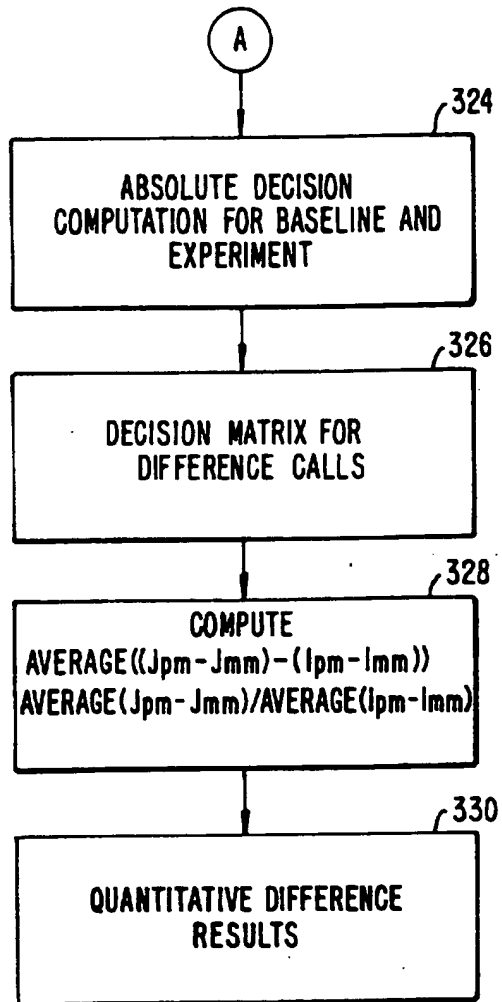 A
324
ABSOLUTE DECISION
COMPUTATION FOR BASELINE AND
EXPERIMENT
326
DECISION MATRIX FOR
DIFFERENCE CALLS
328
COMPUTE
AVERAGE((Jpm-Jmm)-(Ipm-Imm))
AVERAGE(Jpm-Jmm)/AVERAGE(Ipm-Imm)
330
QUANTITATIVE DIFFERENCE
RESULTS